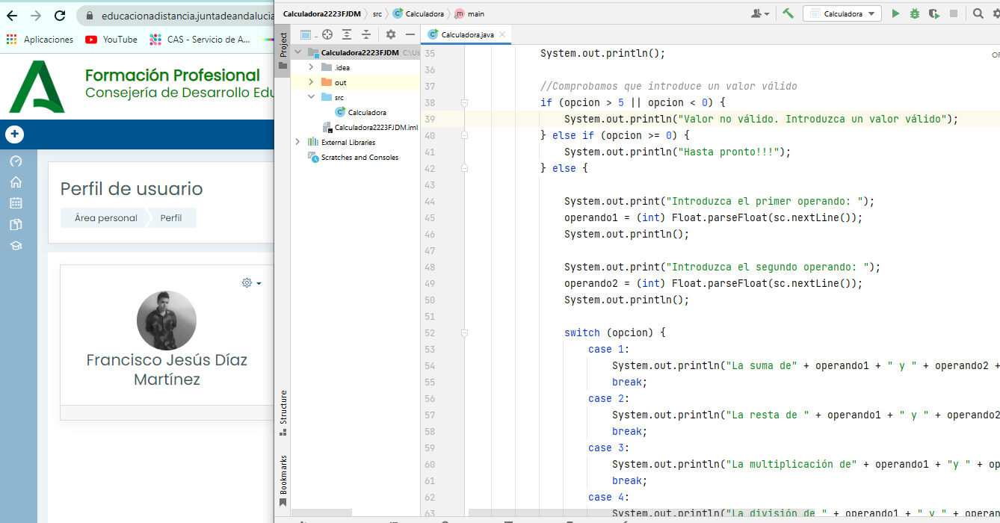 educacionadistancia.juntadeandalucia
Aplicaciones
YouTube
CAS - Servicio de A...
Formación Profesional
Consejería de Desarrollo Edu
Perfil de usuario
Área personal
Perfil
Francisco Jesús Díaz
Martínez
Calculadora2223FJDM
src
Calculadora
main
Calculadora
Project
Structure
Bookmarks
Calculadora2223FJDM C:\Us
.idea
out
src
Calculadora
Calculadora2223FJDM.iml
External Libraries
Scratches and Consoles
Calculadora.java
35 System.out.println();
36
37 //Comprobamos que introduce un valor válido
38 if (opcion > 5 || opcion < 0) {
39 System.out.println("Valor no válido. Introduzca un valor válido");
40 } else if (opcion >= 0) {
41 System.out.println("Hasta pronto!!!");
42 } else {
43
44 System.out.print("Introduzca el primer operando: ");
45 operando1 = (int) Float.parseFloat(sc.nextLine());
46 System.out.println();
47
48 System.out.print("Introduzca el segundo operando: ");
49 operando2 = (int) Float.parseFloat(sc.nextLine());
50 System.out.println();
51
52 switch (opcion) {
53 case 1:
54 System.out.println("La suma de" + operando1 + " y " + operando2 +
55 break;
56 case 2:
57 System.out.println("La resta de " + operando1 + " y " + operando2
58 break;
59 case 3:
60 System.out.println("La multiplicación de" + operando1 + "y " + op
61 break;
62 case 4:
63 System.out.println("La división de " + operando1 + " y " + operan